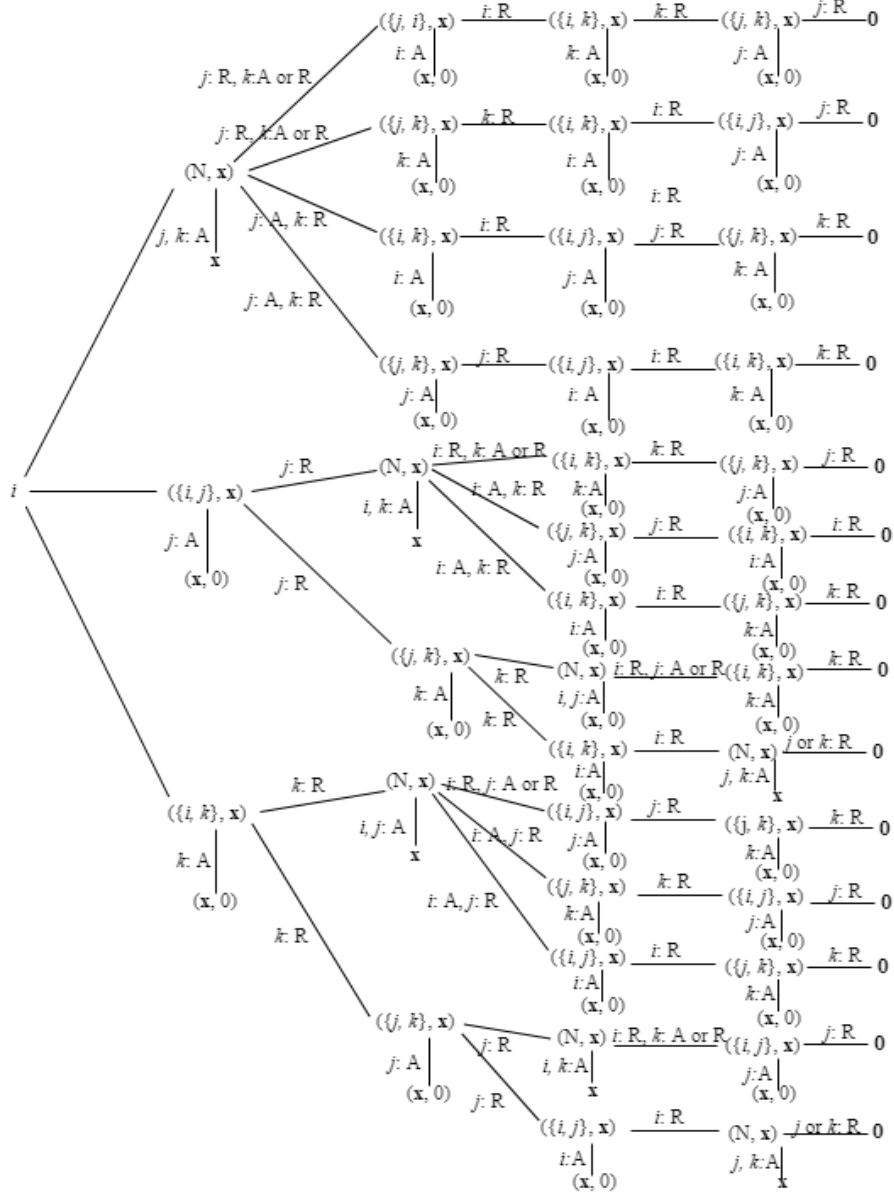 ({j, i}, x) i: R ({i, k}, x) k: R ({j, k}, x) j: R 0
i: A k: A j: A
(x, 0) (x, 0) (x, 0)
j: R, k:A or R
j: R, k:A or R ({j, k}, x) k: R ({i, k}, x) i: R ({i, j}, x) j: R 0
k: A i: A j: A
(N, x) (x, 0) (x, 0) (x, 0)
i: R
j: A, k: R ({i, k}, x) i: R ({i, j}, x) j: R ({j, k}, x) k: R 0
j, k: A
x
i: A j: A k: A
(x, 0) (x, 0) (x, 0)
j: A, k: R
({j, k}, x) j: R ({i, j}, x) i: R ({i, k}, x) k: R 0
j: A i: A k: A
(x, 0) (x, 0) (x, 0)
i ({i, j}, x) j: R (N, x) i: R, k: A or R ({i, k}, x) k: R ({j, k}, x) j: R 0
k:A j:A
(x, 0) (x, 0)
j: A
(x, 0)
i, k: A
x
i: A, k: R ({j, k}, x) j: R ({i, k}, x) i: R 0
j:A i:A
(x, 0) (x, 0)
j: R
i: A, k: R ({i, k}, x) i: R ({j, k}, x) k: R 0
i:A k:A
(x, 0) (x, 0)
({j, k}, x) k: R (N, x) i: R, j: A or R ({i, k}, x) k: R 0
k: A
(x, 0)
i, j:A k:A
(x, 0) (x, 0)
k: R ({i, k}, x) i: R (N, x) j or k: R 0
i:A j, k:A
(x, 0) x
({i, k}, x) k: R (N, x) i: R, j: A or R ({i, j}, x) j: R ({j, k}, x) k: R 0
j:A k:A
(x, 0) (x, 0)
k: A
(x, 0)
i, j: A
x
i: A, j: R ({j, k}, x) k: R ({i, j}, x) j: R 0
k:A j:A
(x, 0) (x, 0)
k: R
i: A, j: R ({i, j}, x) i: R ({j, k}, x) k: R 0
i:A k:A
(x, 0) (x, 0)
({j, k}, x) j: R (N, x) i: R, k: A or R ({i, j}, x) j: R 0
j: A
(x, 0)
i, k:A j:A
x (x, 0)
j: R ({i, j}, x) i: R (N, x) j or k: R 0
i:A j, k:A
(x, 0) x